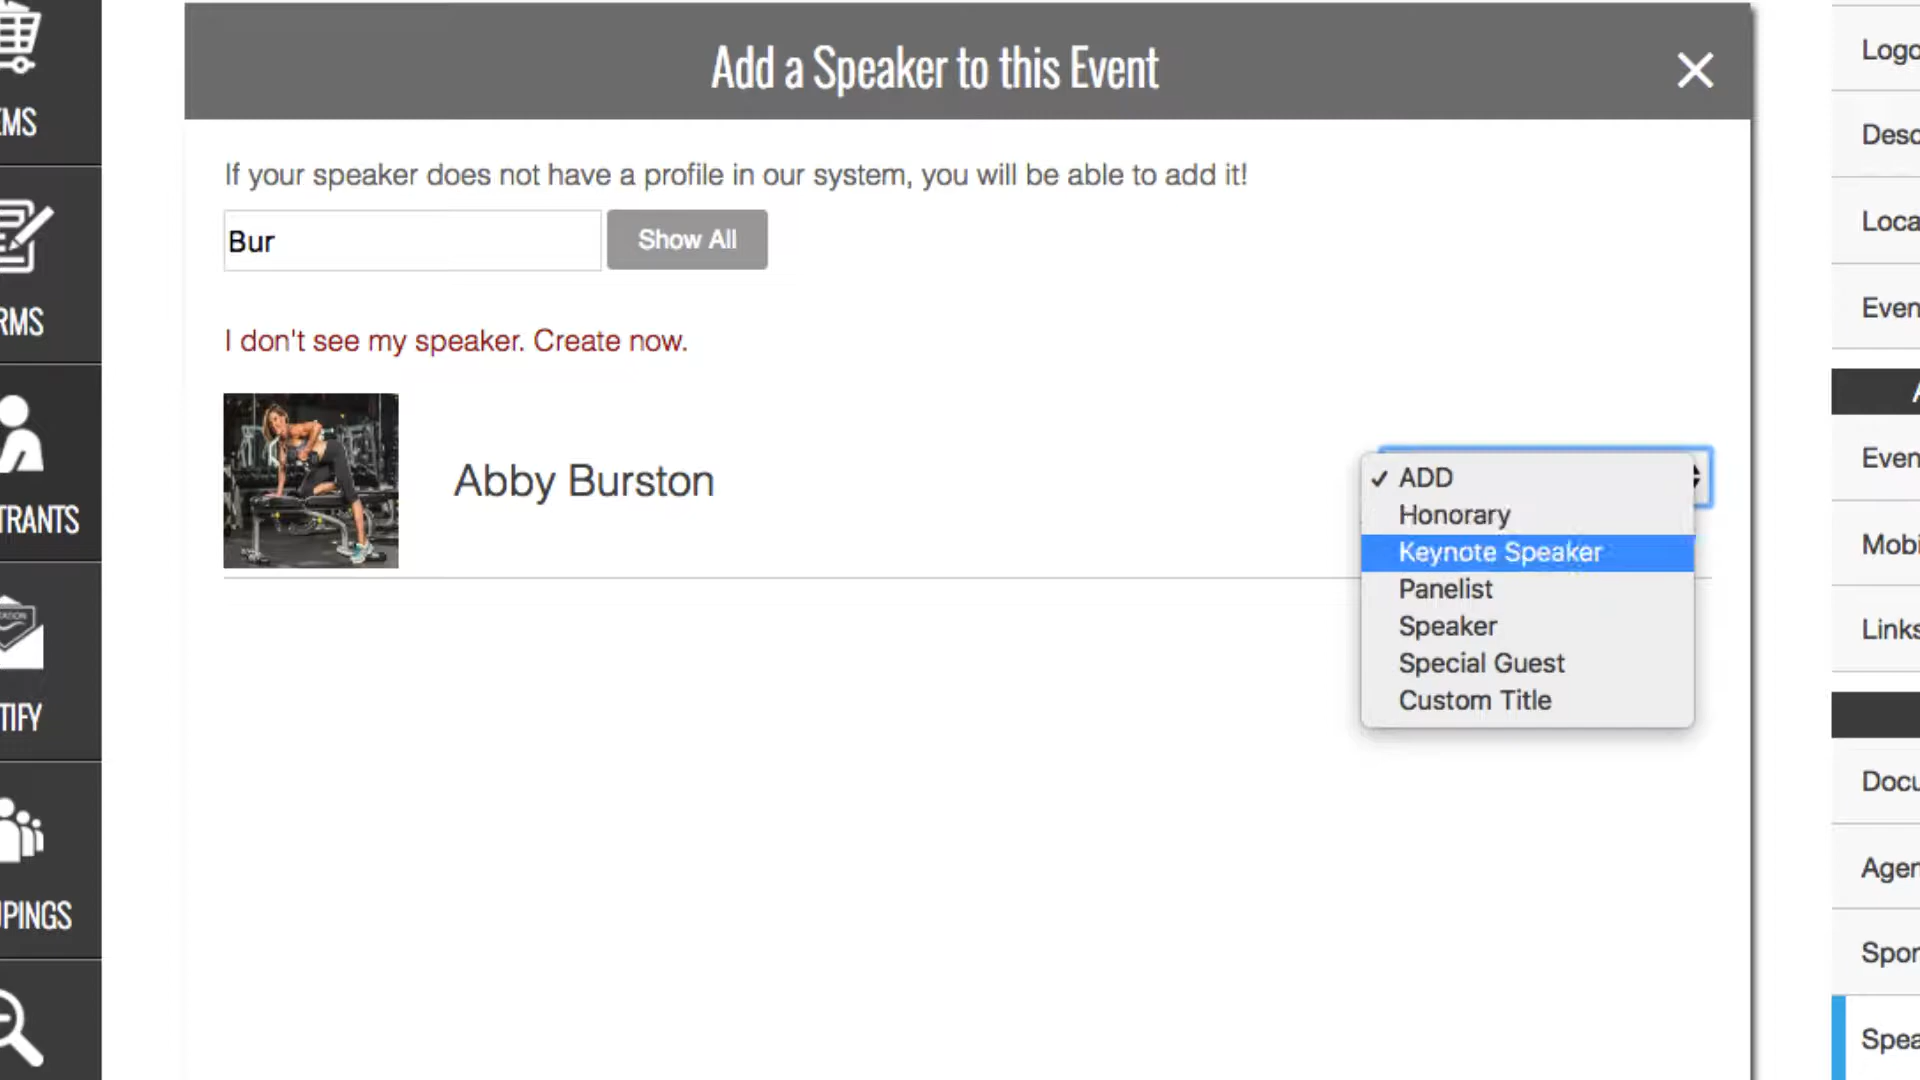 Add a Speaker to this Event
If your speaker does not have a profile in our system, you will be able to add it!
Bur
Show All
I don't see my speaker. Create now.
Abby Burston
✓ ADD
Honorary
Keynote Speaker
Panelist
Speaker
Special Guest
Custom Title
EMS
RMS
TRANTS
TIFY
UPINGS
Logo
Desc
Loca
Even
Even
Mobi
Links
Docu
Agen
Spon
Spea